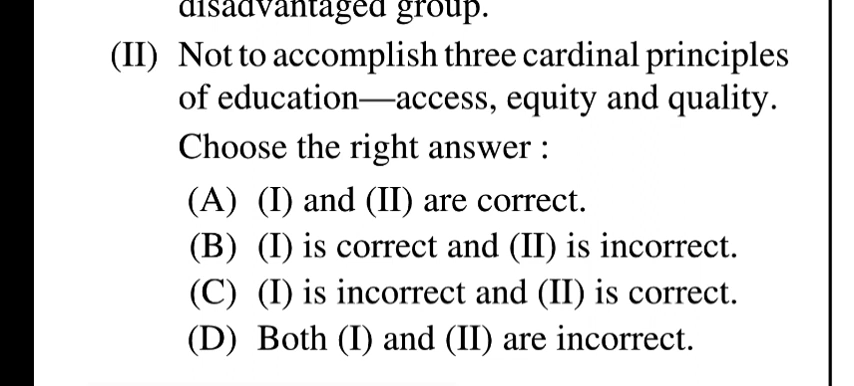 disadvantaged group.
(II) Not to accomplish three cardinal principles
of education—access, equity and quality.
Choose the right answer :
(A) (I) and (II) are correct.
(B) (I) is correct and (II) is incorrect.
(C) (I) is incorrect and (II) is correct.
(D) Both (I) and (II) are incorrect.